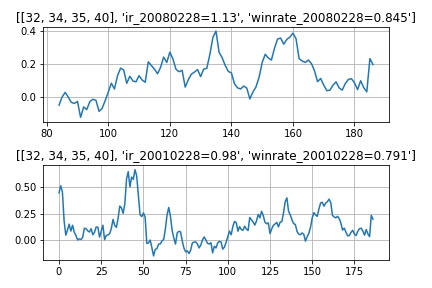 [[32, 34, 35, 40], 'ir_20080228=1.13', 'winrate_20080228=0.845']
0.4
0.2
0.0
80 100 120 140 160 180
[[32, 34, 35, 40], 'ir_20010228=0.98', 'winrate_20010228=0.791']
0.50
0.25
0.00
0 25 50 75 100 125 150 175